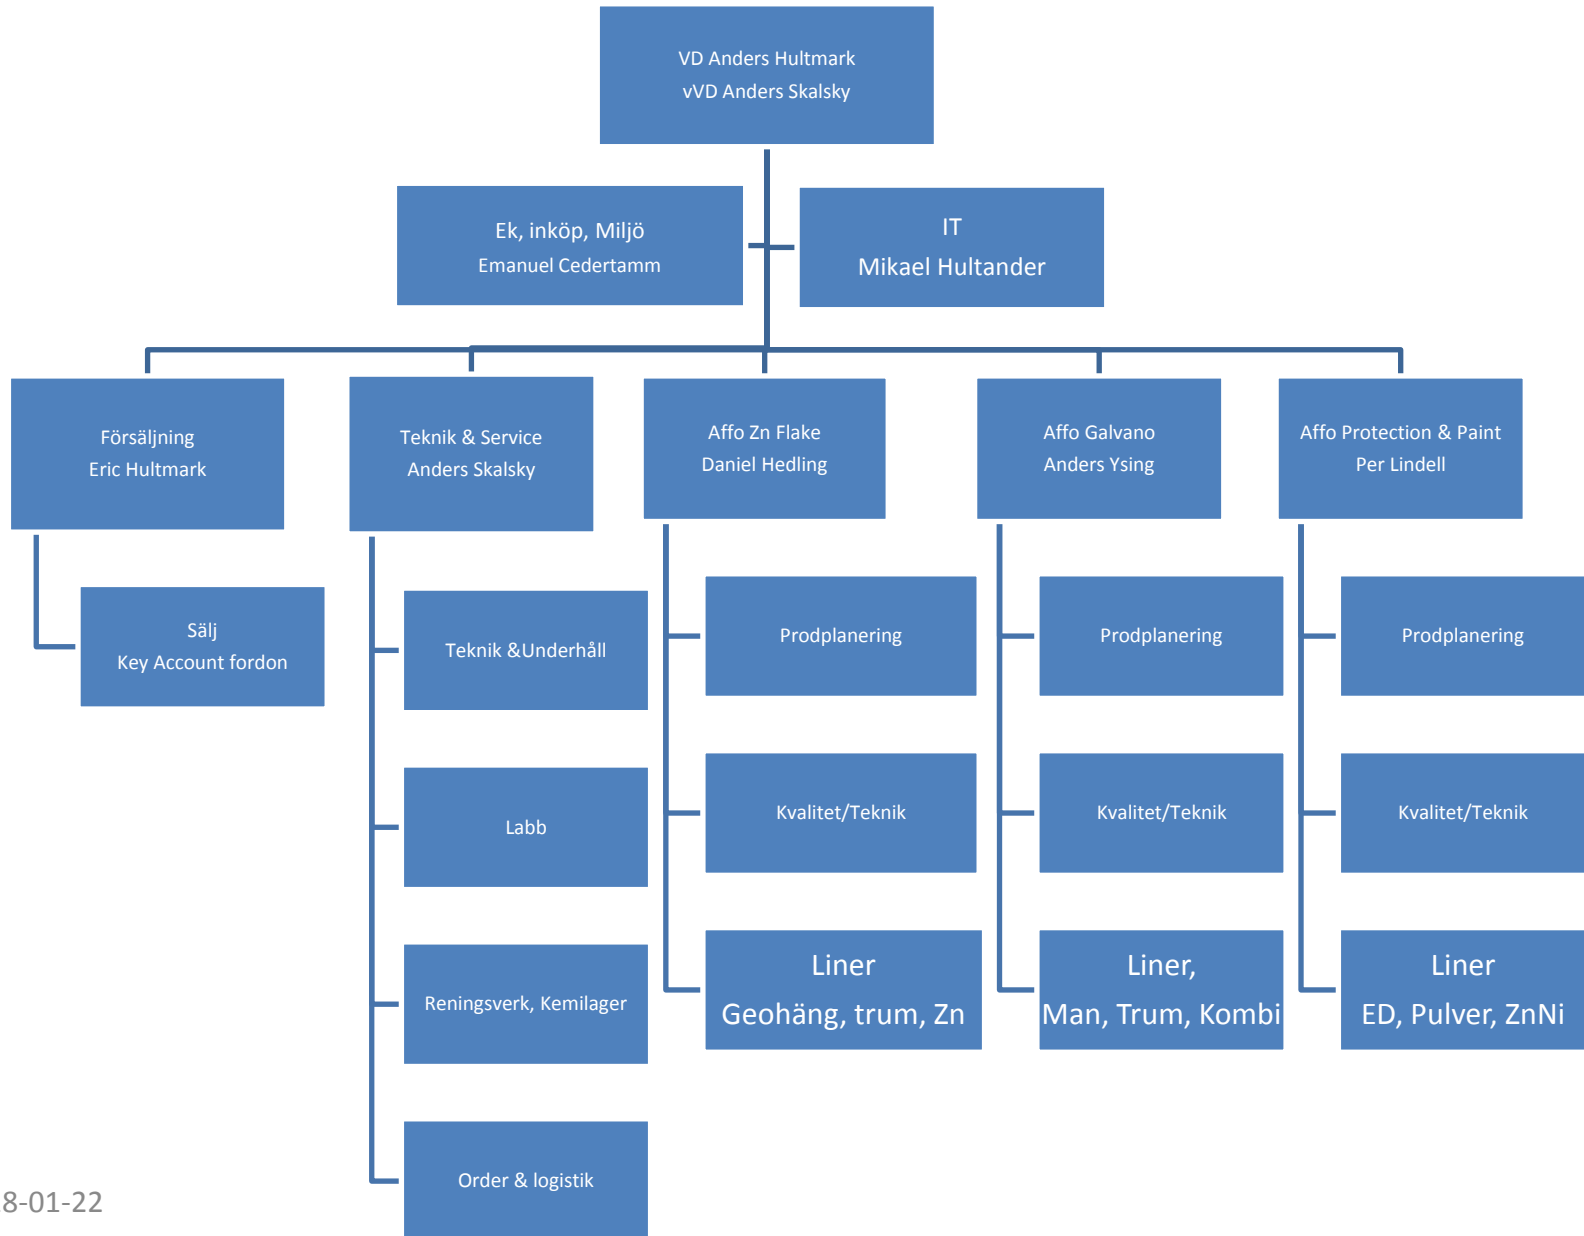 VD Anders Hultmark
vVD Anders Skalsky
Ek, inköp, Miljö
Emanuel Cedertamm
IT
Mikael Hultander
Försäljning
Eric Hultmark
Teknik & Service
Anders Skalsky
Affo Zn Flake
Daniel Hedling
Affo Galvano
Anders Ysing
Affo Protection & Paint
Per Lindell
Sälj
Key Account fordon
Teknik &Underhåll
Labb
Reningsverk, Kemilager
Order & logistik
Prodplanering
Kvalitet/Teknik
Liner
Geohäng, trum, Zn
Prodplanering
Kvalitet/Teknik
Liner,
Man, Trum, Kombi
Prodplanering
Kvalitet/Teknik
Liner
ED, Pulver, ZnNi
8-01-22